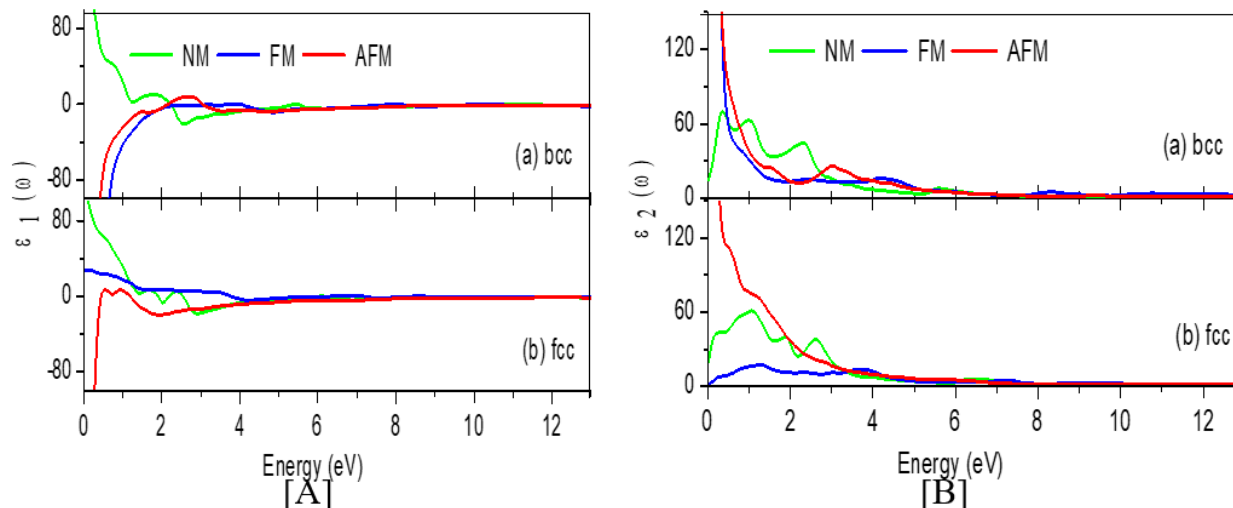 80
0
-80
80
0
-80
ε 1 (ω)
NM FM AFM
(a) bcc
(b) fcc
0 2 4 6 8 10 12
Energy (eV)
[A]
120
60
0
120
60
0
ε 2 (ω)
NM FM AFM
(a) bcc
(b) fcc
0 2 4 6 8 10 12
Energy (eV)
[B]